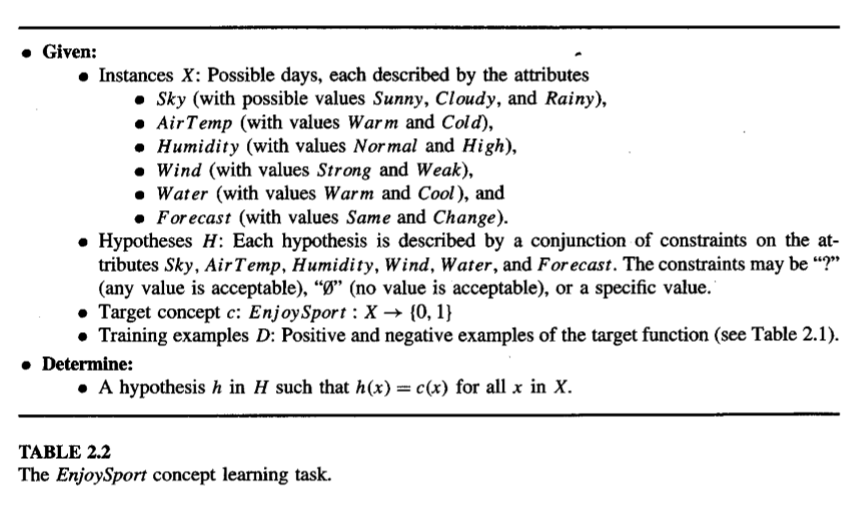 • Given:
• Instances X: Possible days, each described by the attributes
• Sky (with possible values Sunny, Cloudy, and Rainy),
• AirTemp (with values Warm and Cold),
• Humidity (with values Normal and High),
• Wind (with values Strong and Weak),
• Water (with values Warm and Cool), and
• Forecast (with values Same and Change).
• Hypotheses H: Each hypothesis is described by a conjunction of constraints on the at-
tributes Sky, AirTemp, Humidity, Wind, Water, and Forecast. The constraints may be “?”
(any value is acceptable), “Ø” (no value is acceptable), or a specific value.
• Target concept c: EnjoySport : X → {0, 1}
• Training examples D: Positive and negative examples of the target function (see Table 2.1).
• Determine:
• A hypothesis h in H such that h(x) = c(x) for all x in X.
TABLE 2.2
The EnjoySport concept learning task.